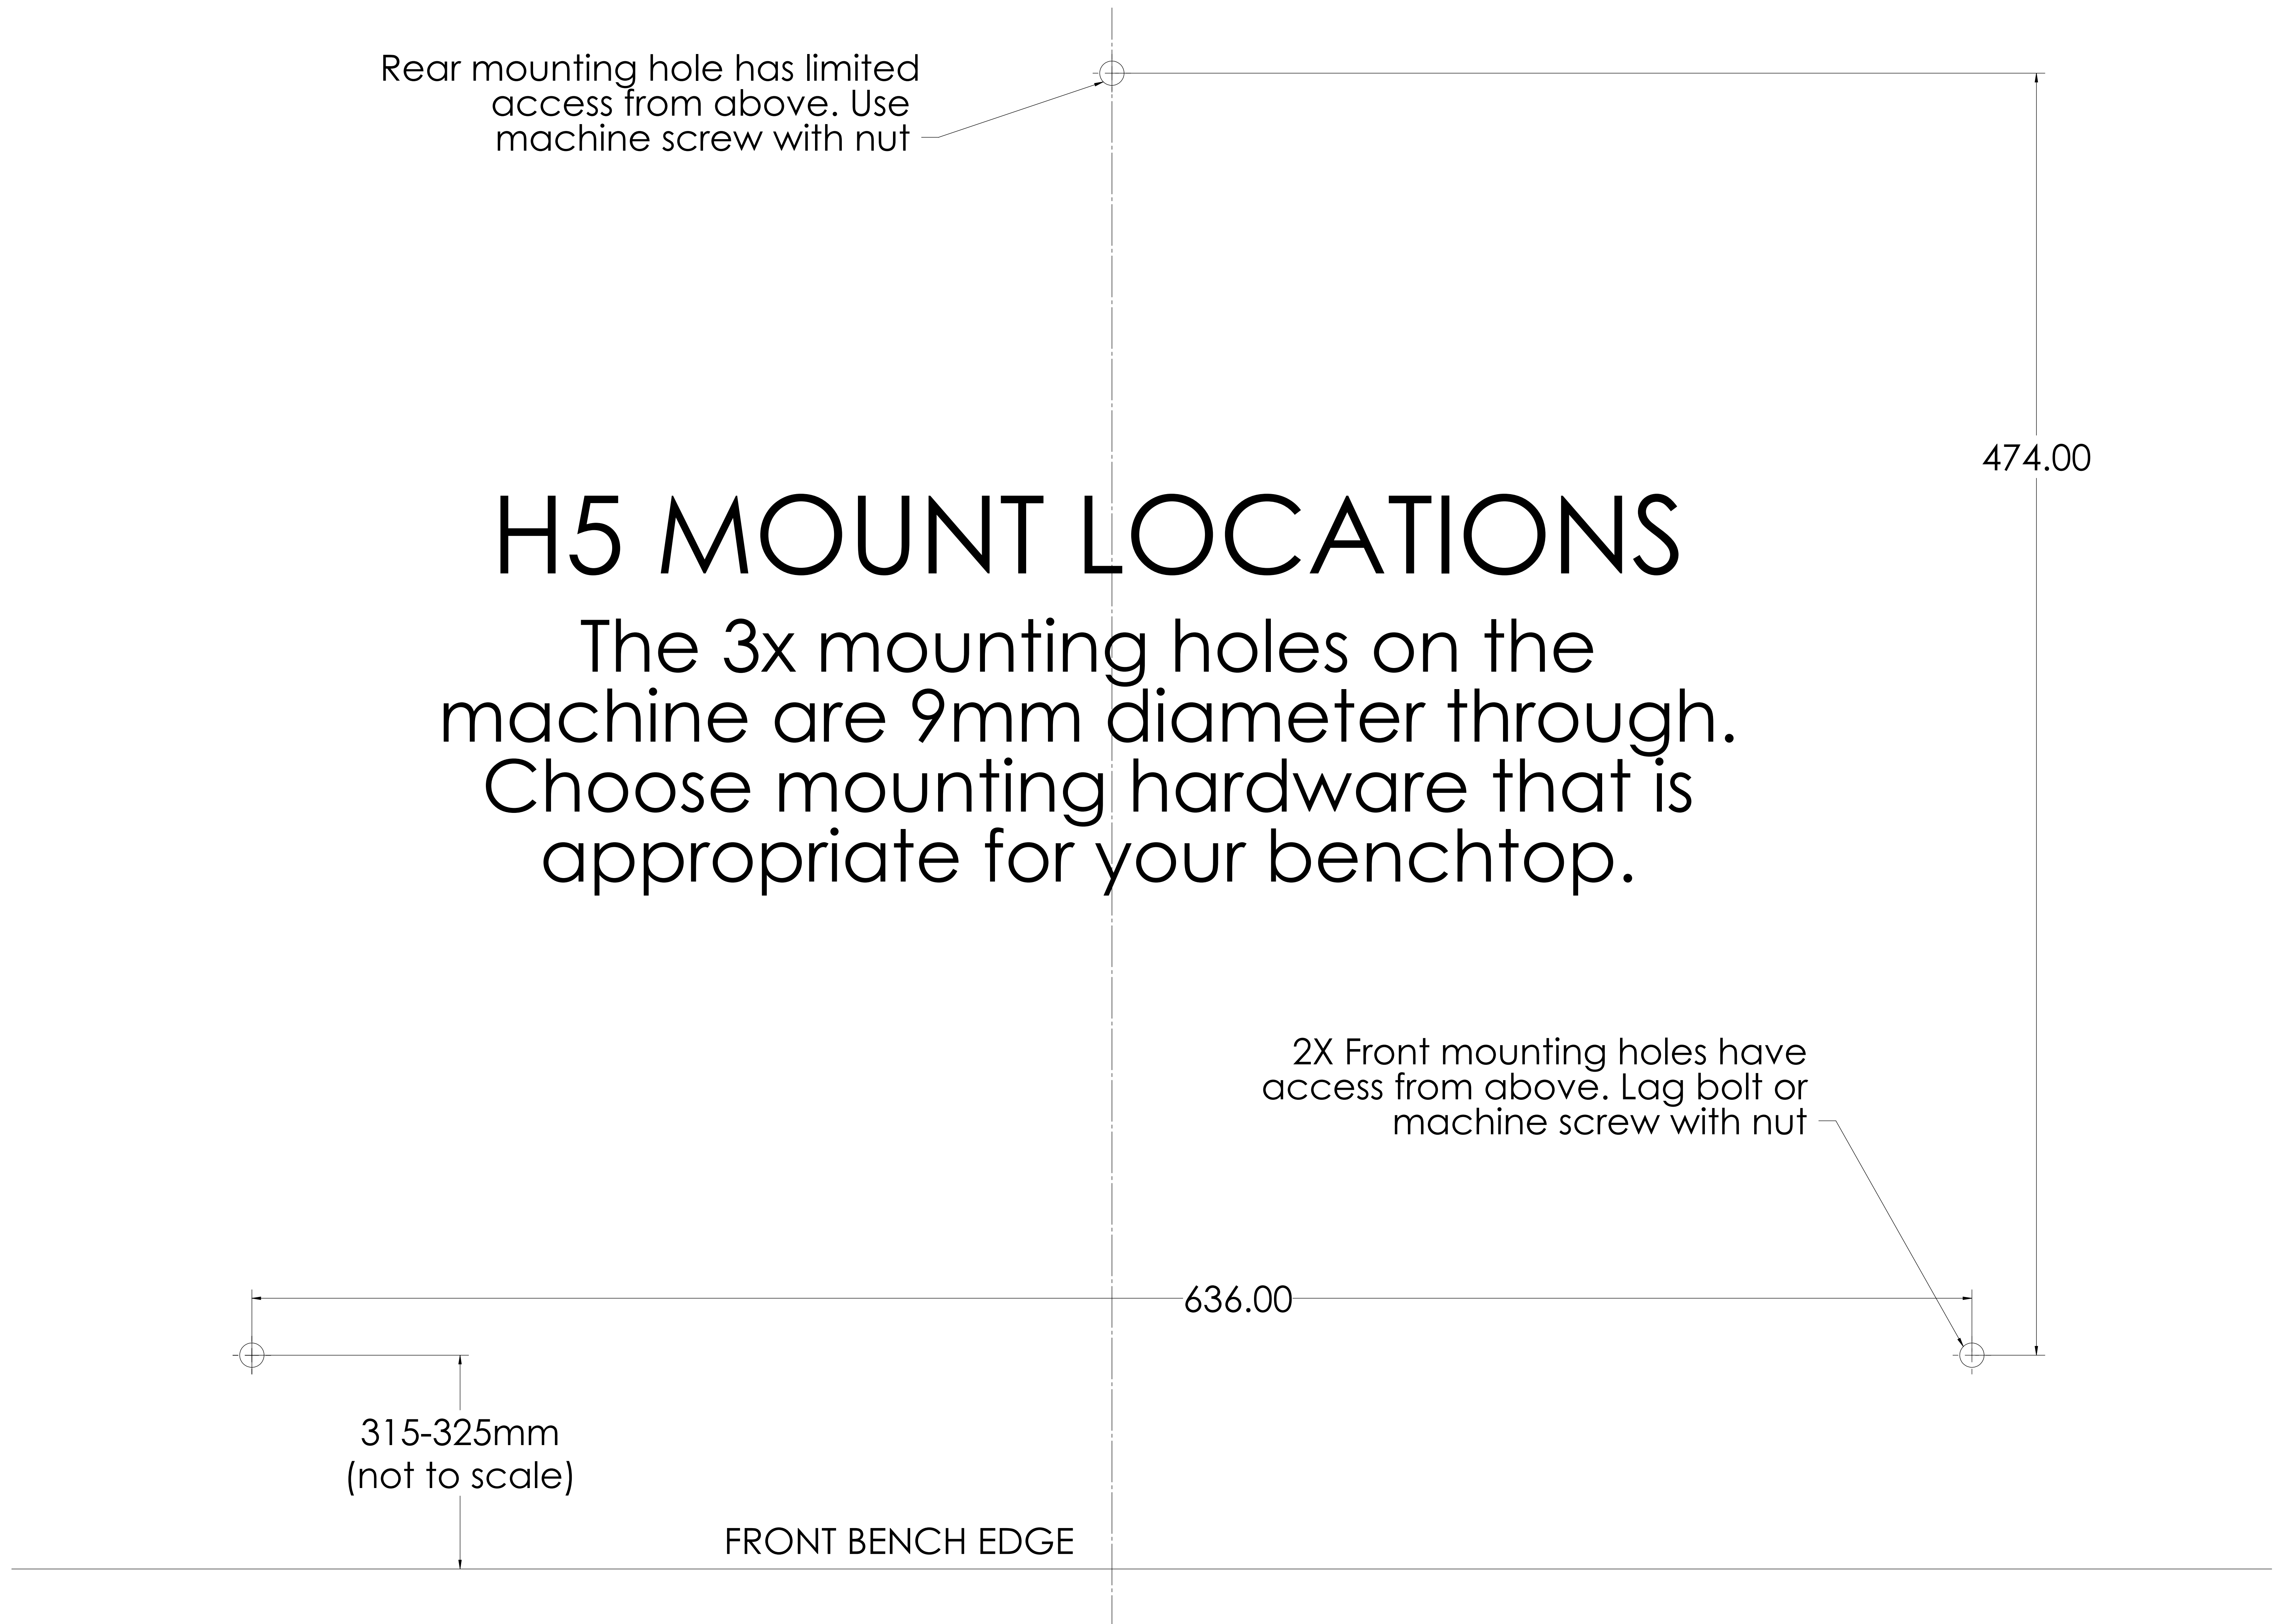 Rear mounting hole has limited
access from above. Use
machine screw with nut
474.00
H5 MOUNT LOCATIONS
The 3x mounting holes on the
machine are 9mm diameter through.
Choose mounting hardware that is
appropriate for your benchtop.
2X Front mounting holes have
access from above. Lag bolt or
machine screw with nut
636.00
315-325mm
(not to scale)
FRONT BENCH EDGE